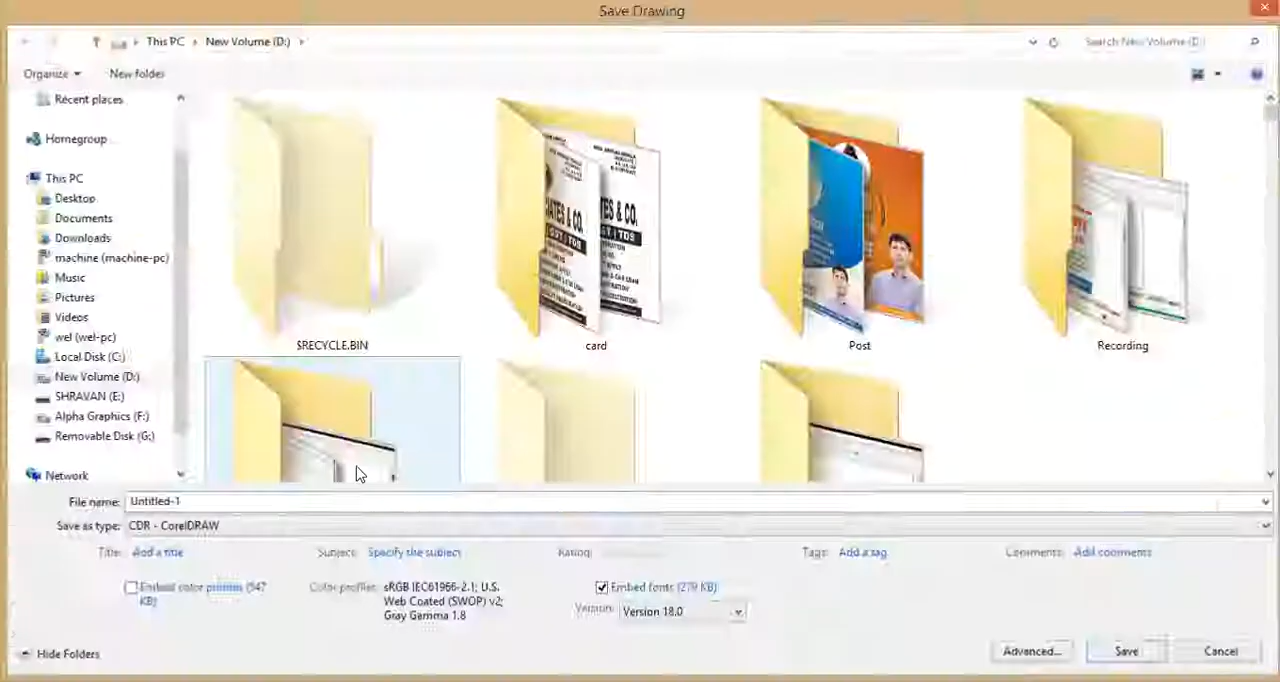 Save Drawing
This PC
New Volume (D:)
Search New Volume (D:)
Organize
New folder
Recent places
Homegroup
This PC
Desktop
Documents
Downloads
machine (machine-pc)
Music
Pictures
Videos
wel (wel-pc)
Local Disk (C:)
New Volume (D:)
SHRAVAN (E:)
Alpha Graphics (F:)
Removable Disk (G:)
Network
ATES & CO.
ES & CO.
$RECYCLE.BIN
card
Post
Recording
File name: Untitled-1
Save as type: CDR - CorelDRAW
Title: Add a title
Subject: Specify the subject
Rating:
Tags: Add a tag
Comments: Add comments
Embed color profiles (547 KB)
Color profiles: sRGB IEC61966-2.1; U.S.
Web Coated (SWOP) v2;
Gray Gamma 1.8
Embed fonts (279 KB)
Version: Version 18.0
Hide Folders
Advanced...
Save
Cancel